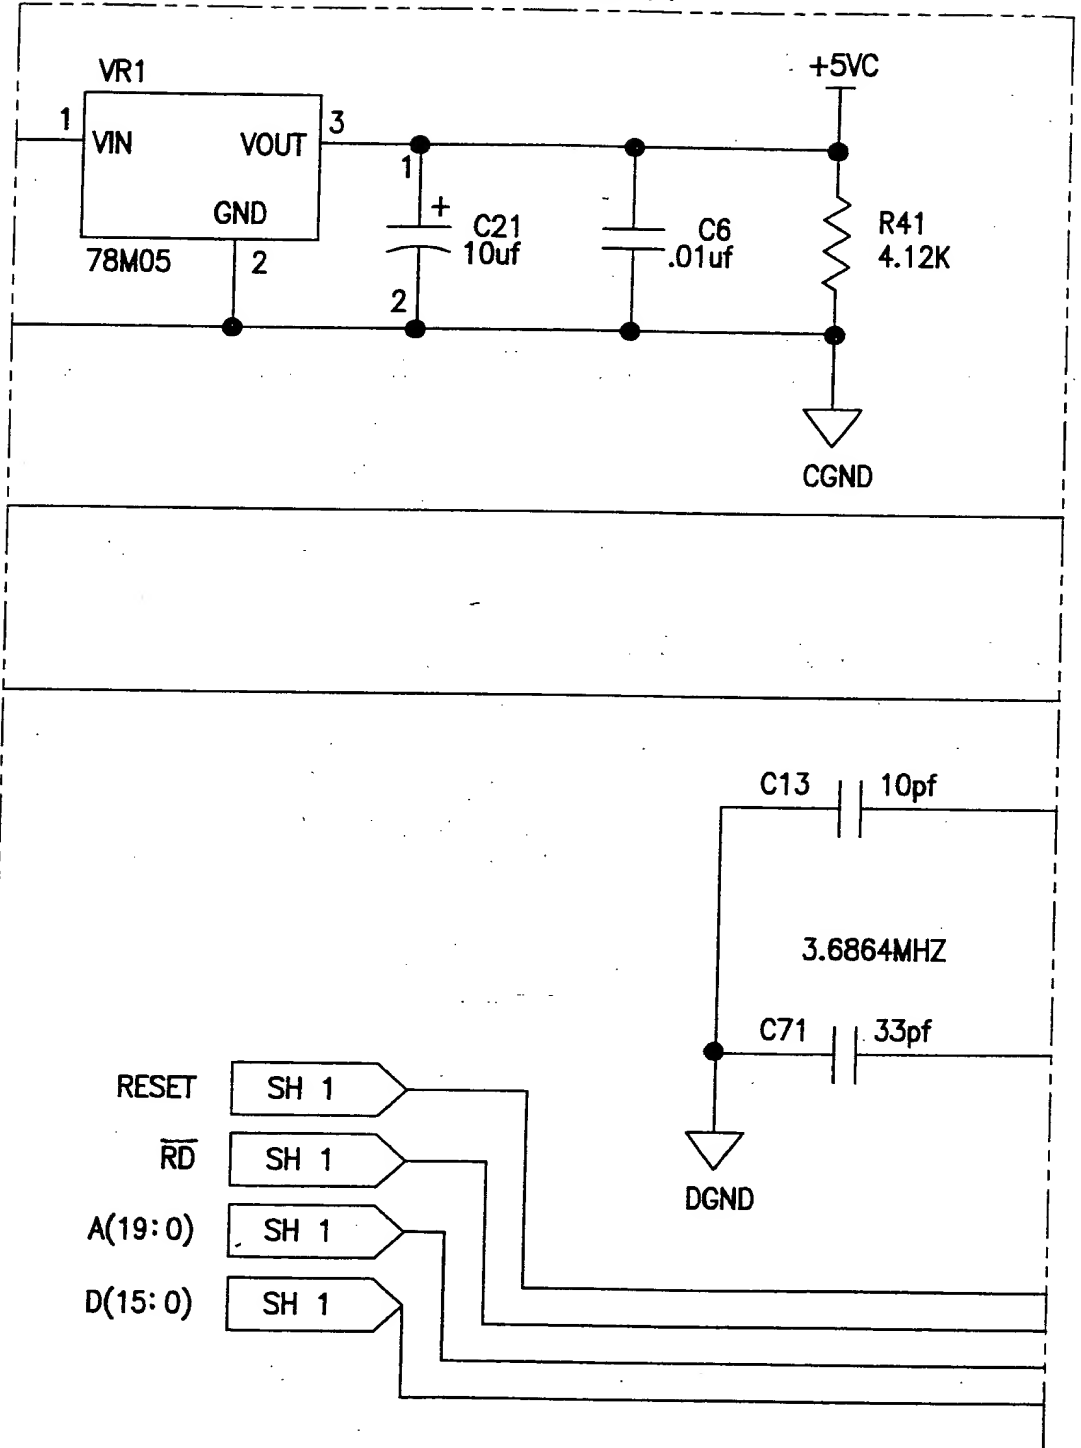 VR1
+5VC
1
VIN
VOUT
3
GND
78M05
2
1
+
C21
10uf
2
C6
.01uf
R41
4.12K
CGND
C13
10pf
3.6864MHZ
C71
33pf
DGND
RESET
SH 1
RD
SH 1
A(19:0)
SH 1
D(15:0)
SH 1